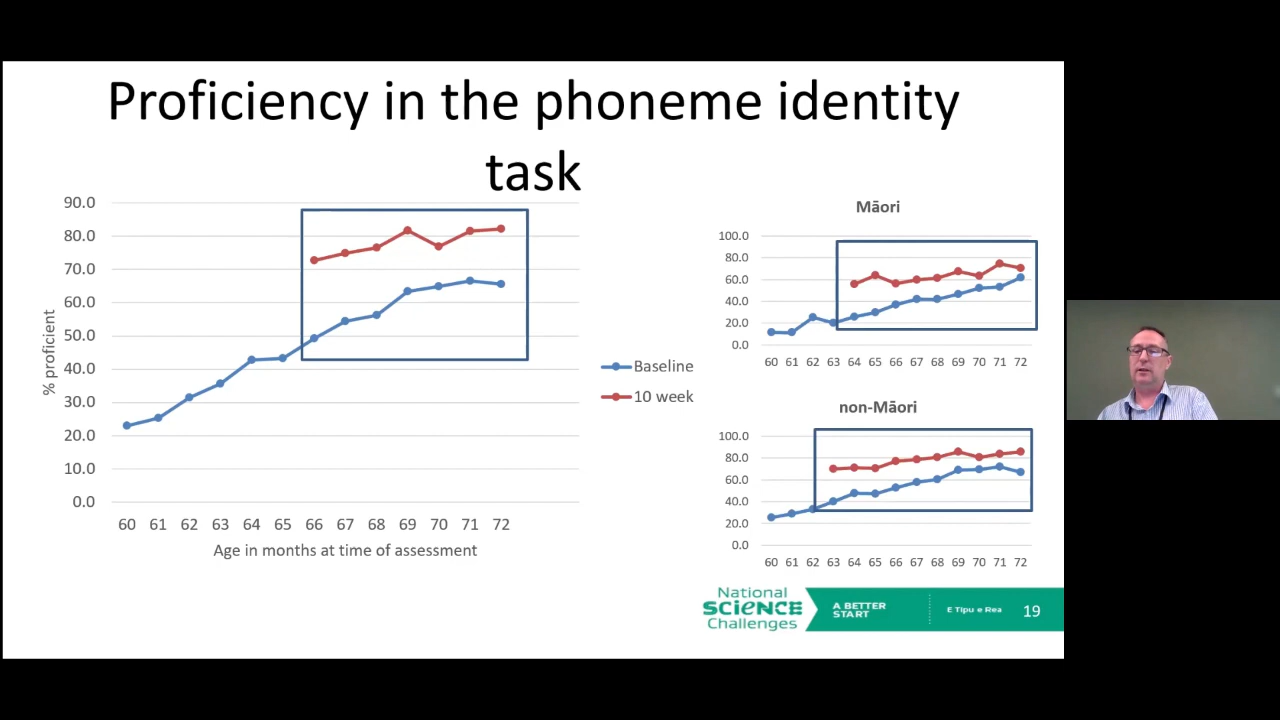 Proficiency in the phoneme identity
task
90.0
80.0
70.0
60.0
50.0
40.0
30.0
20.0
10.0
0.0
% proficient
60 61 62 63 64 65 66 67 68 69 70 71 72
Age in months at time of assessment
Baseline
10 week
Māori
100.0
80.0
60.0
40.0
20.0
0.0
60 61 62 63 64 65 66 67 68 69 70 71 72
non-Māori
100.0
80.0
60.0
40.0
20.0
0.0
60 61 62 63 64 65 66 67 68 69 70 71 72
National
SCIENCE
Challenges
A BETTER
START
E Tipu e Rea
19